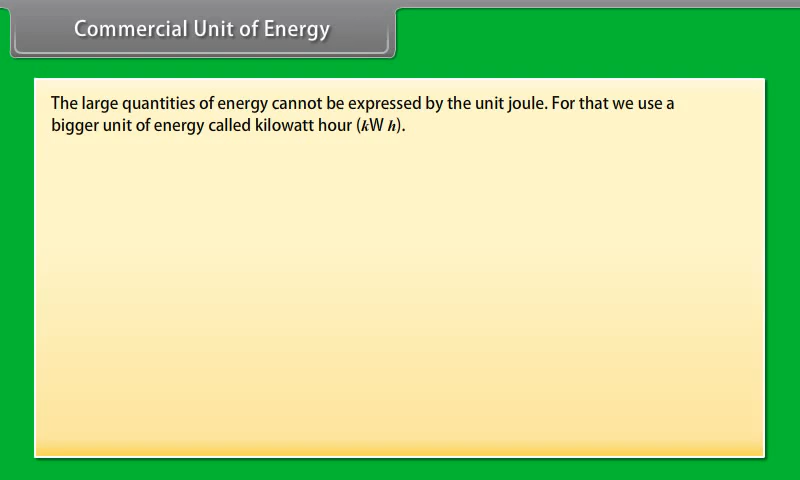 Commercial Unit of Energy
The large quantities of energy cannot be expressed by the unit joule. For that we use a
bigger unit of energy called kilowatt hour (kW h).